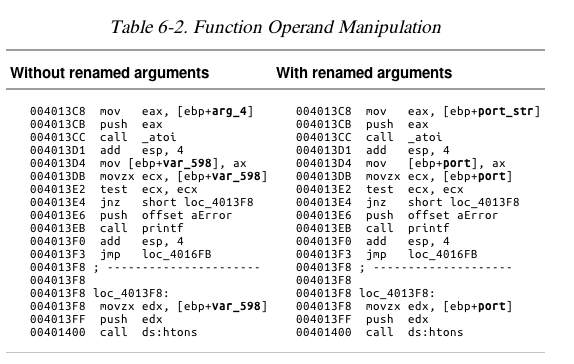 Table 6-2. Function Operand Manipulation
Without renamed arguments With renamed arguments
004013C8 mov eax, [ebp+arg_4] 004013C8 mov eax, [ebp+port_str]
004013CB push eax 004013CB push eax
004013CC call _atoi 004013CC call _atoi
004013D1 add esp, 4 004013D1 add esp, 4
004013D4 mov [ebp+var_598], ax 004013D4 mov [ebp+port], ax
004013DB movzx ecx, [ebp+var_598] 004013DB movzx ecx, [ebp+port]
004013E2 test ecx, ecx 004013E2 test ecx, ecx
004013E4 jnz short loc_4013F8 004013E4 jnz short loc_4013F8
004013E6 push offset aError 004013E6 push offset aError
004013EB call printf 004013EB call printf
004013F0 add esp, 4 004013F0 add esp, 4
004013F3 jmp loc_4016FB 004013F3 jmp loc_4016FB
004013F8 ; ---------------------- 004013F8 ; --------------------
004013F8 004013F8
004013F8 loc_4013F8: 004013F8 loc_4013F8:
004013F8 movzx edx, [ebp+var_598] 004013F8 movzx edx, [ebp+port]
004013FF push edx 004013FF push edx
00401400 call ds:htons 00401400 call ds:htons